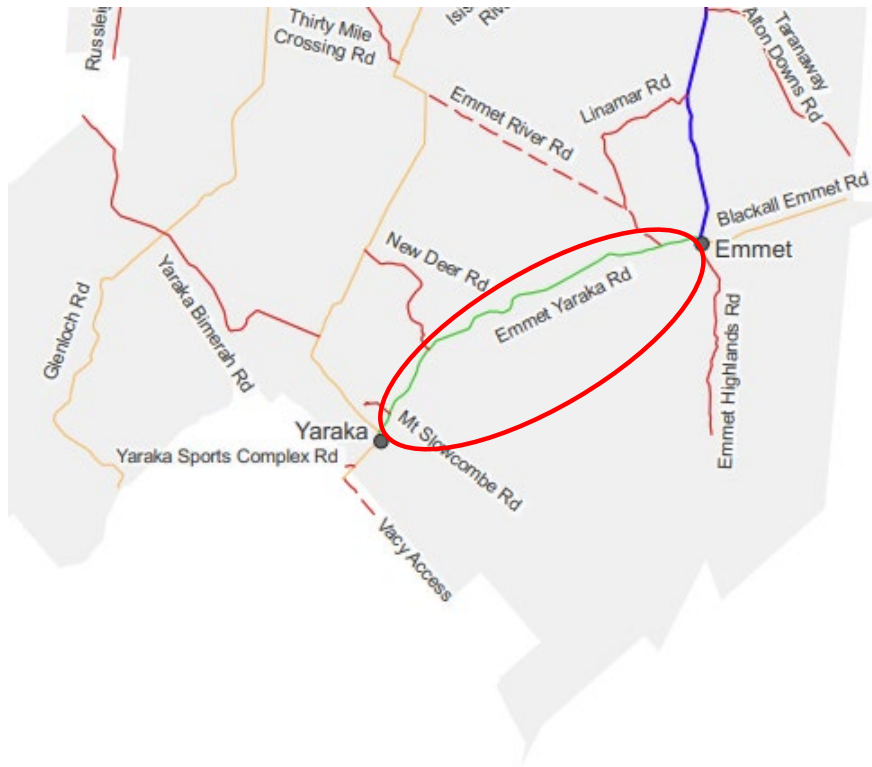 Thirty Mile
Crossing Rd
Emmet River Rd
Linamar Rd
Taranaway
Alton Downs Rd
Blackall Emmet Rd
Emmet
New Deer Rd
Emmet Yaraka Rd
Yaraka Bimerah Rd
Glenloch Rd
Emmet Highlands Rd
Yaraka
Mt Slowcombe Rd
Yaraka Sports Complex Rd
Vacy Access